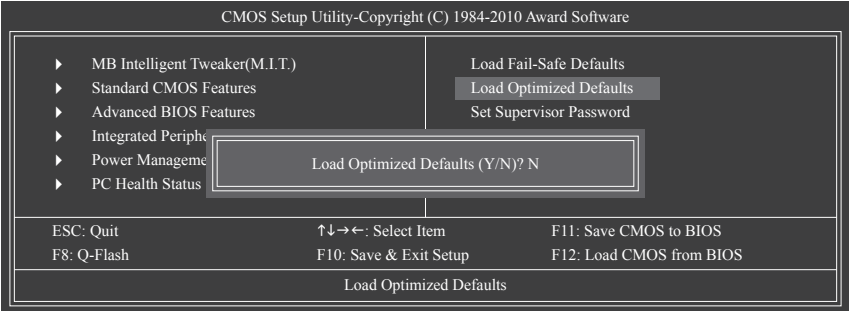 CMOS Setup Utility-Copyright (C) 1984-2010 Award Software
MB Intelligent Tweaker(M.I.T.)
Standard CMOS Features
Advanced BIOS Features
Integrated
Power
PC Health Status
Load Fail-Safe Defaults
Load Optimized Defaults
Set Supervisor Password
Load Optimized Defaults (Y/N)? N
ESC: Quit
↑↓→←: Select Item
F11: Save CMOS to BIOS
F8: Q-Flash
F10: Save & Exit Setup
F12: Load CMOS from BIOS
Load Optimized Defaults